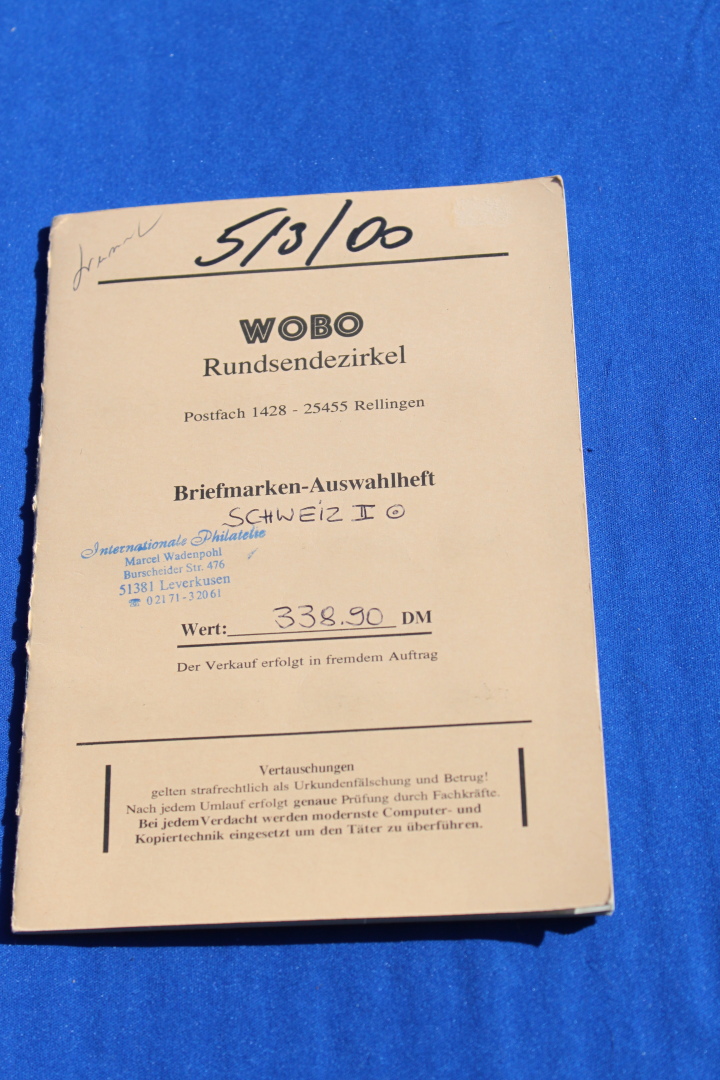 5/3/00
WOBO
Rundsendezirkel
Postfach 1428 - 25455 Rellingen
Briefmarken-Auswahlheft
SCHWEIZ II
Internationale Philatelie
Marcel Wadenpohl
Burscheider Str. 476
51381 Leverkusen
☎ 02171-32061
Wert: 338.90 DM
Der Verkauf erfolgt in fremdem Auftrag
Vertauschungen
gelten strafrechtlich als Urkundenfälschung und Betrug!
Nach jedem Umlauf erfolgt genaue Prüfung durch Fachkräfte.
Bei jedem Verdacht werden modernste Computer- und
Kopiertechnik eingesetzt um den Täter zu überführen.